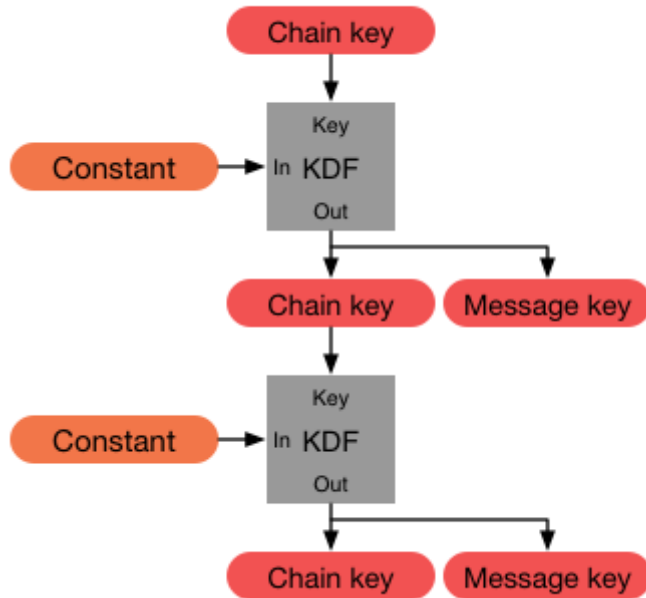 Chain key
Key
Constant
In KDF
Out
Chain key
Message key
Key
Constant
In KDF
Out
Chain key
Message key